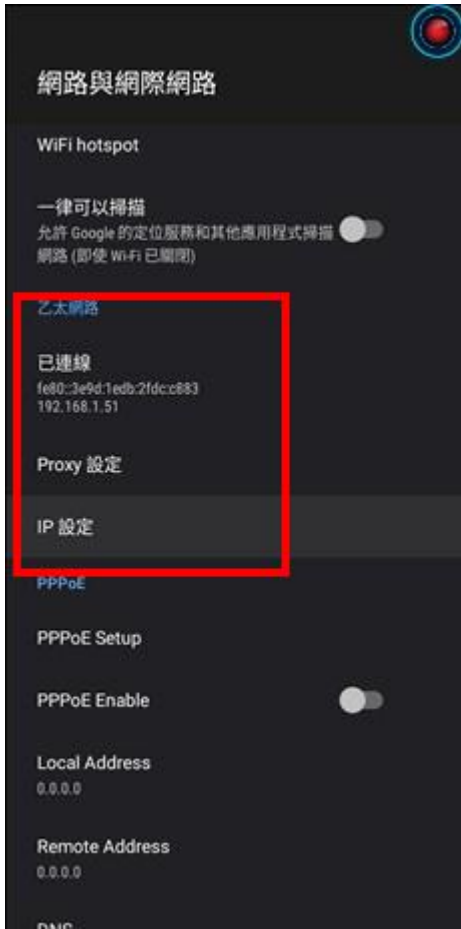 網路與網際網路
WiFi hotspot
一律可以掃描
允許 Google 的定位服務和其他應用程式掃描
網路 (即使 Wi-Fi 已關閉)
乙太網路
已連線
fe80::3e9d:1edb:2fdc:c883
192.168.1.51
Proxy 設定
IP 設定
PPPoE
PPPoE Setup
PPPoE Enable
Local Address
0.0.0.0
Remote Address
0.0.0.0
DNS